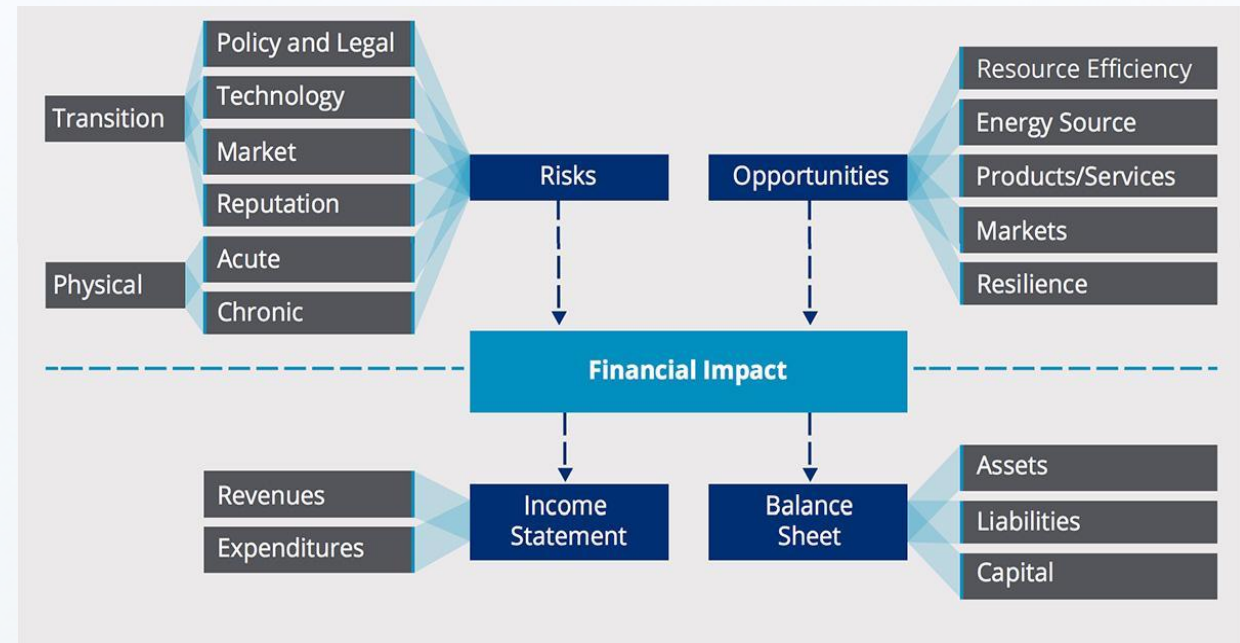 Transition
Physical
Policy and Legal
Technology
Market
Reputation
Acute
Chronic
Risks
Opportunities
Resource Efficiency
Energy Source
Products/Services
Markets
Resilience
Financial Impact
Revenues
Expenditures
Income
Statement
Balance
Sheet
Assets
Liabilities
Capital